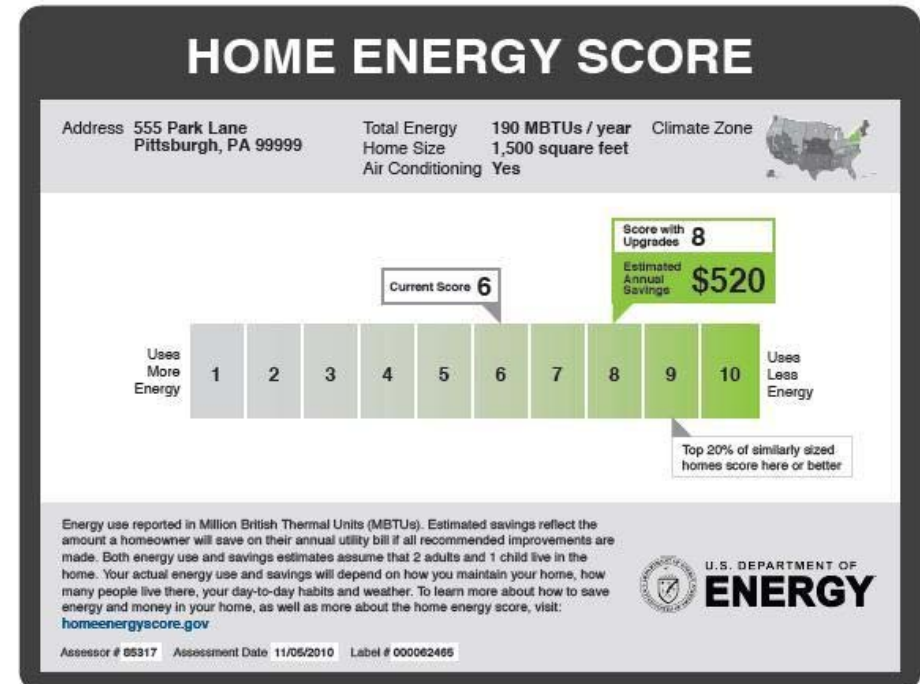 HOME ENERGY SCORE
Address 555 Park Lane
Pittsburgh, PA 99999
Total Energy 190 MBTUs / year
Home Size 1,500 square feet
Air Conditioning Yes
Climate Zone
Score with Upgrades 8
Estimated Annual Savings $520
Current Score 6
Uses More Energy
1 2 3 4 5 6 7 8 9 10
Uses Less Energy
Top 20% of similarly sized
homes score here or better
Energy use reported in Million British Thermal Units (MBTUs). Estimated savings reflect the
amount a homeowner will save on their annual utility bill if all recommended improvements are
made. Both energy use and savings estimates assume that 2 adults and 1 child live in the
home. Your actual energy use and savings will depend on how you maintain your home, how
many people live there, your day-to-day habits and weather. To learn more about how to save
energy and money in your home, as well as more about the home energy score, visit:
homeenergyscore.gov
Assessor # 85317 Assessment Date 11/05/2010 Label # 000062465
U.S. DEPARTMENT OF
ENERGY